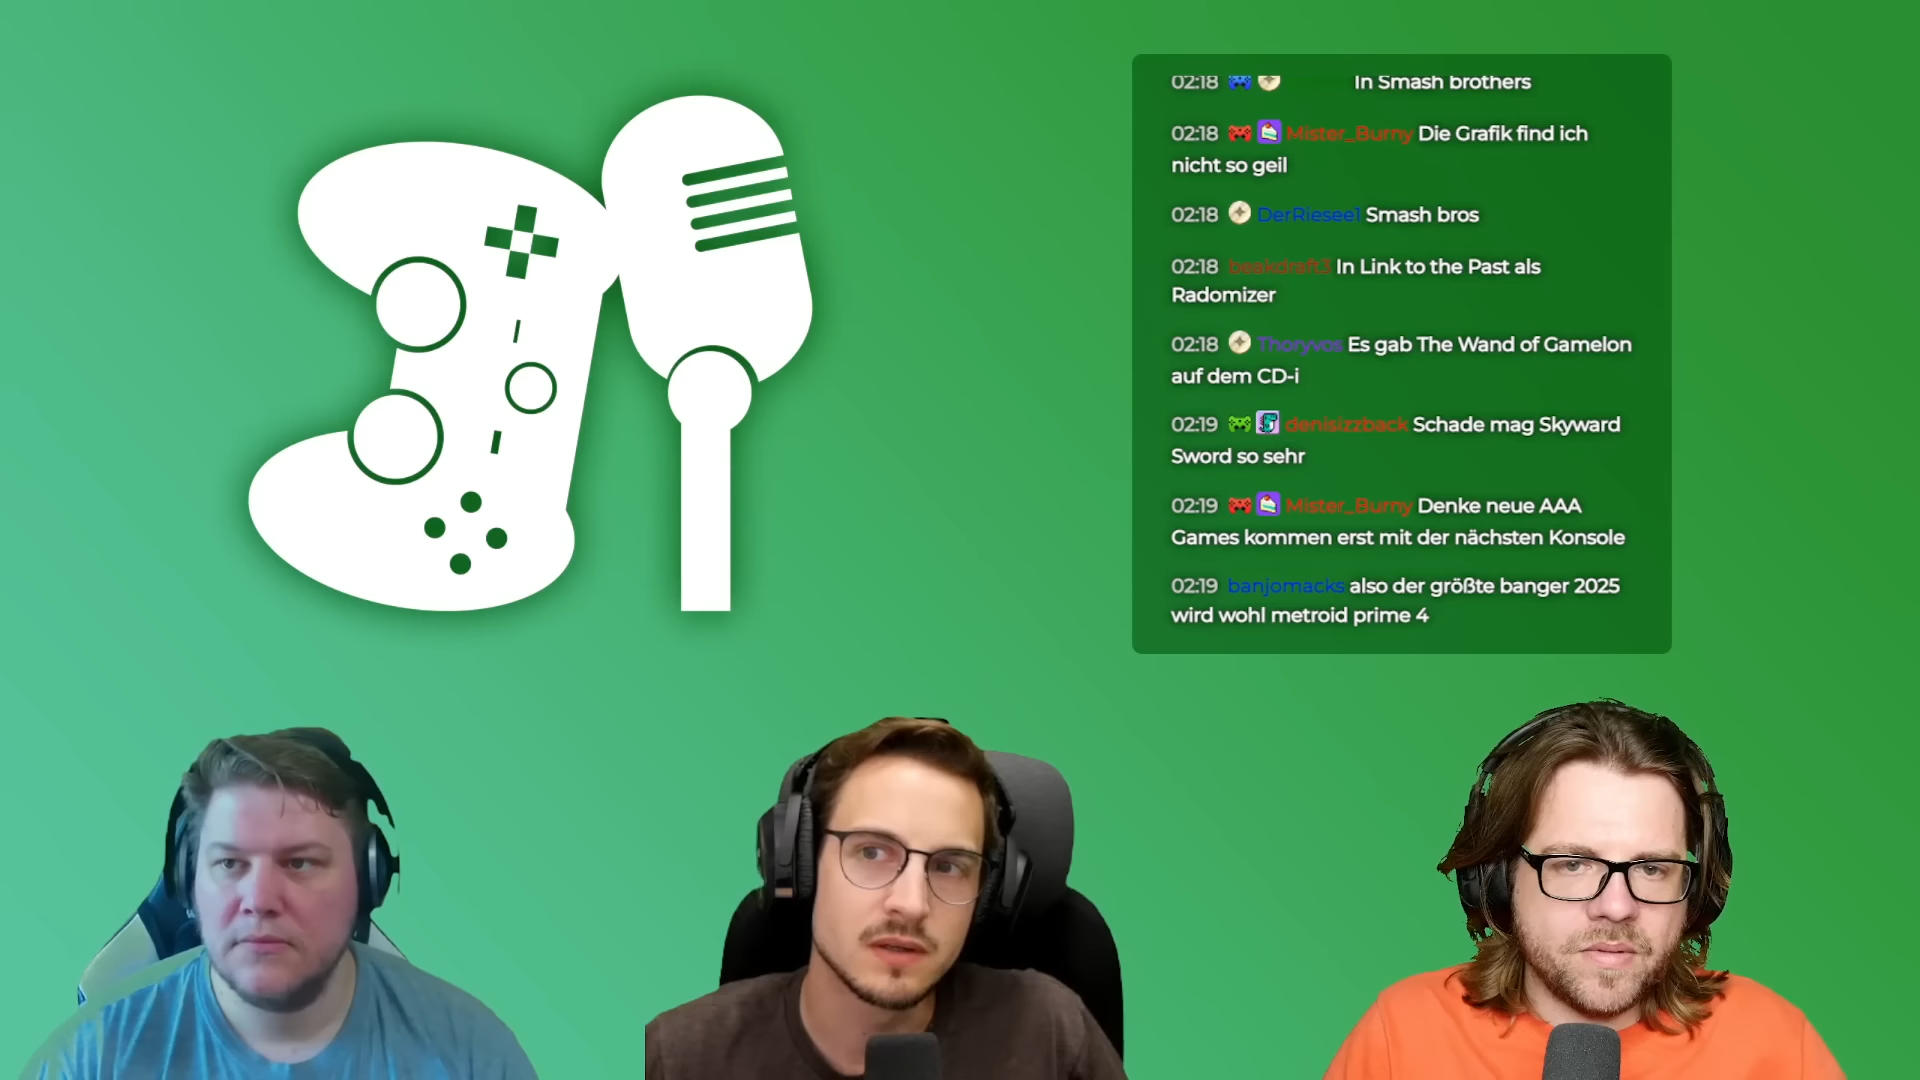 02:18 In Smash brothers
02:18 Mister_Burny Die Grafik find ich
nicht so geil
02:18 DerRiesee1 Smash bros
02:18 beakdraft3 In Link to the Past als
Radomizer
02:18 Thoryvos Es gab The Wand of Gamelon
auf dem CD-i
02:19 denisizzback Schade mag Skyward
Sword so sehr
02:19 Mister_Burny Denke neue AAA
Games kommen erst mit der nächsten Konsole
02:19 banjomacks also der größte banger 2025
wird wohl metroid prime 4